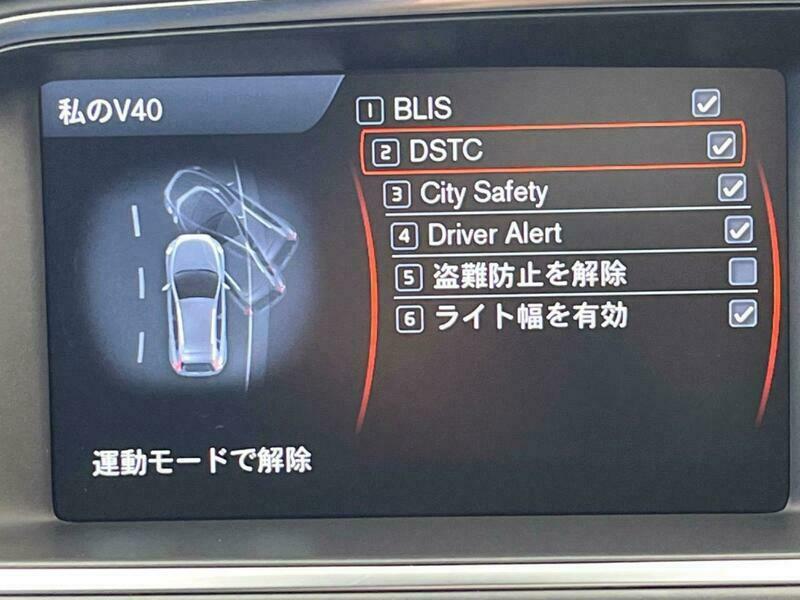 私のV40
1 BLIS
2 DSTC
3 City Safety
4 Driver Alert
5 盗難防止を解除
6 ライト幅を有効
運動モードで解除